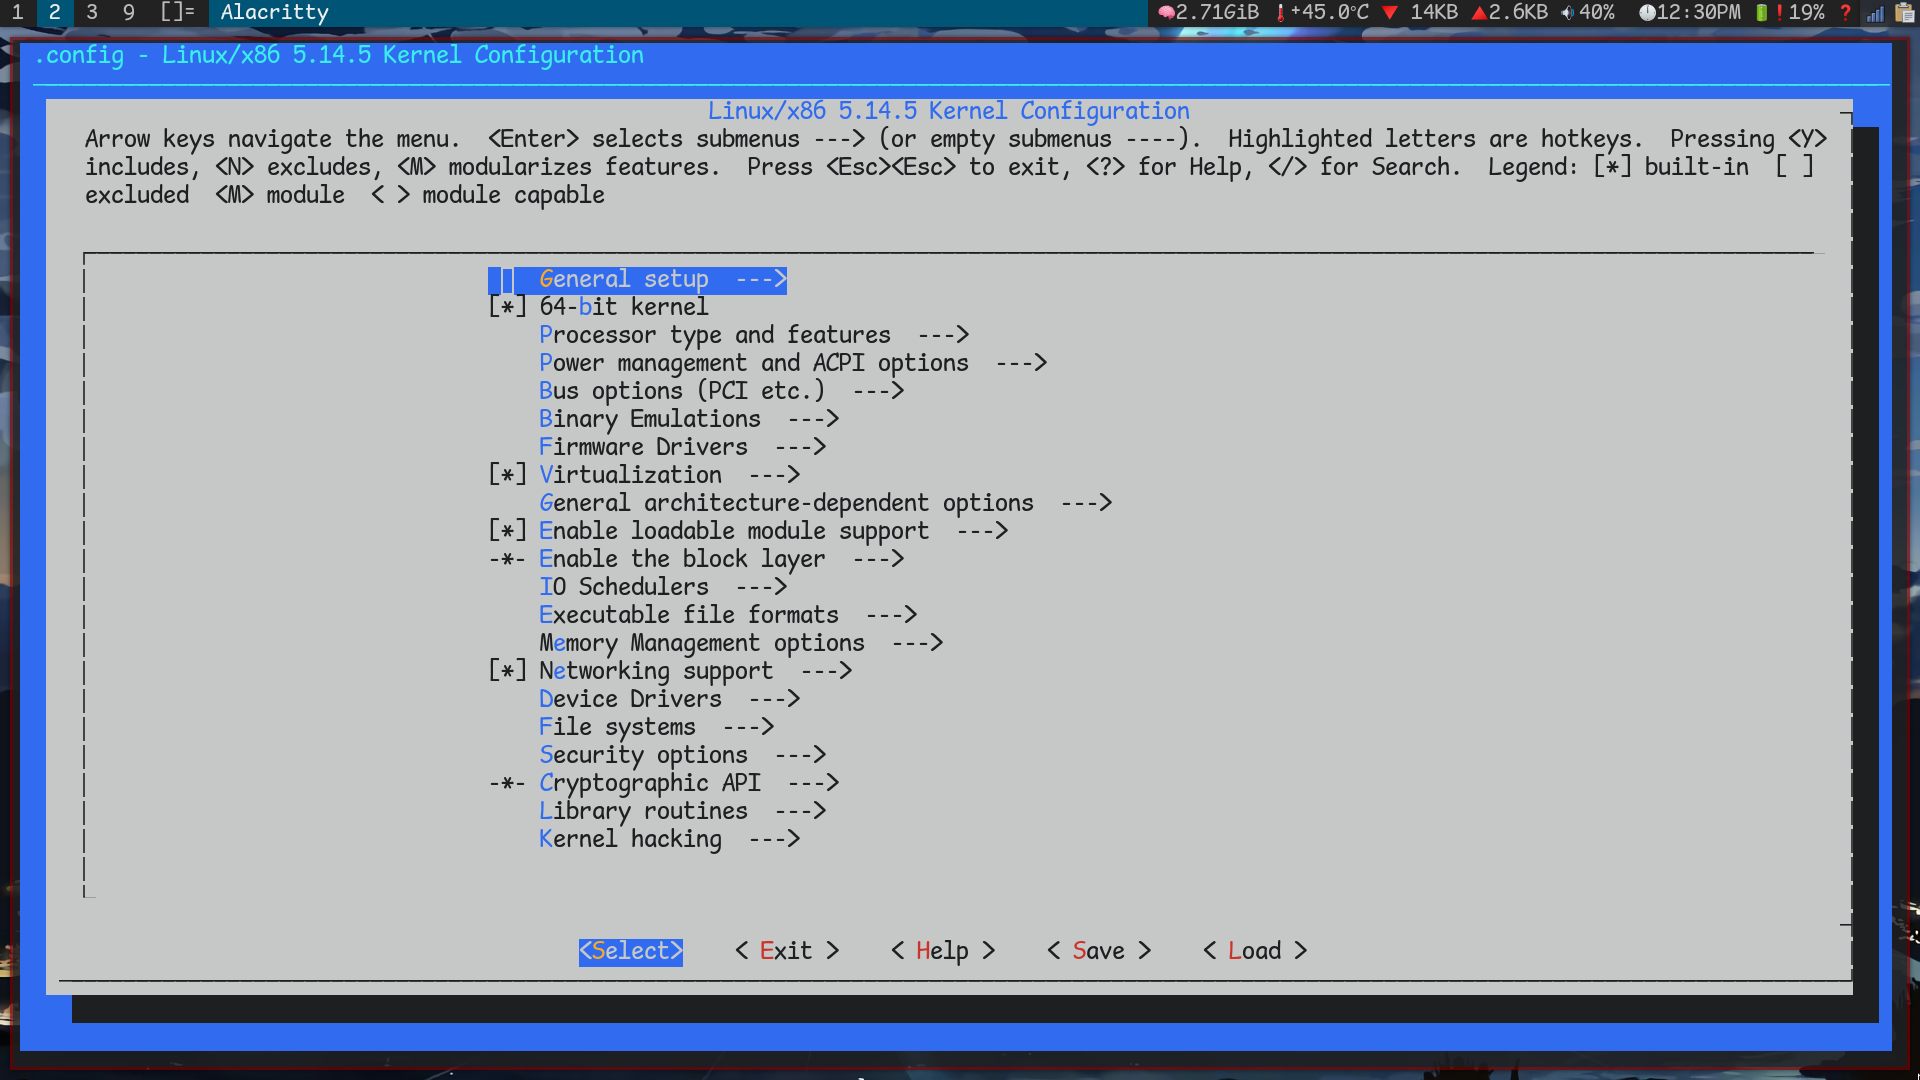 1 2 3 9 []= Alacritty 2.71GiB +45.0°C 14KB 2.6KB 40% 12:30PM !19% ?
.config - Linux/x86 5.14.5 Kernel Configuration
Linux/x86 5.14.5 Kernel Configuration
Arrow keys navigate the menu.  <Enter> selects submenus ---> (or empty submenus ----).  Highlighted letters are hotkeys.  Pressing <Y>
includes, <N> excludes, <M> modularizes features.  Press <Esc><Esc> to exit, <?> for Help, </> for Search.  Legend: [*] built-in  [ ]
excluded  <M> module  < > module capable
General setup  --->
[*] 64-bit kernel
Processor type and features  --->
Power management and ACPI options  --->
Bus options (PCI etc.)  --->
Binary Emulations  --->
Firmware Drivers  --->
[*] Virtualization  --->
General architecture-dependent options  --->
[*] Enable loadable module support  --->
-*- Enable the block layer  --->
IO Schedulers  --->
Executable file formats  --->
Memory Management options  --->
[*] Networking support  --->
Device Drivers  --->
File systems  --->
Security options  --->
-*- Cryptographic API  --->
Library routines  --->
Kernel hacking  --->
<Select>    < Exit >    < Help >    < Save >    < Load >